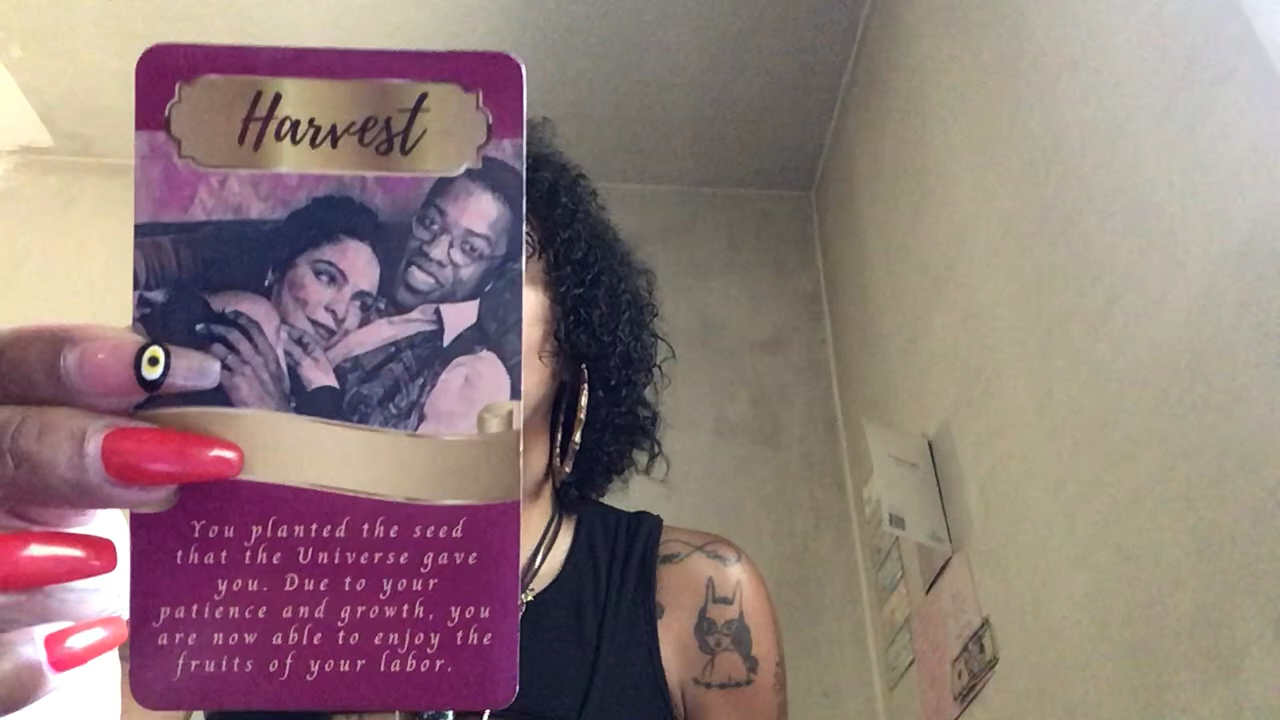 Harvest
You planted the seed
that the Universe gave
you. Due to your
patience and growth, you
are now able to enjoy the
fruits of your labor.